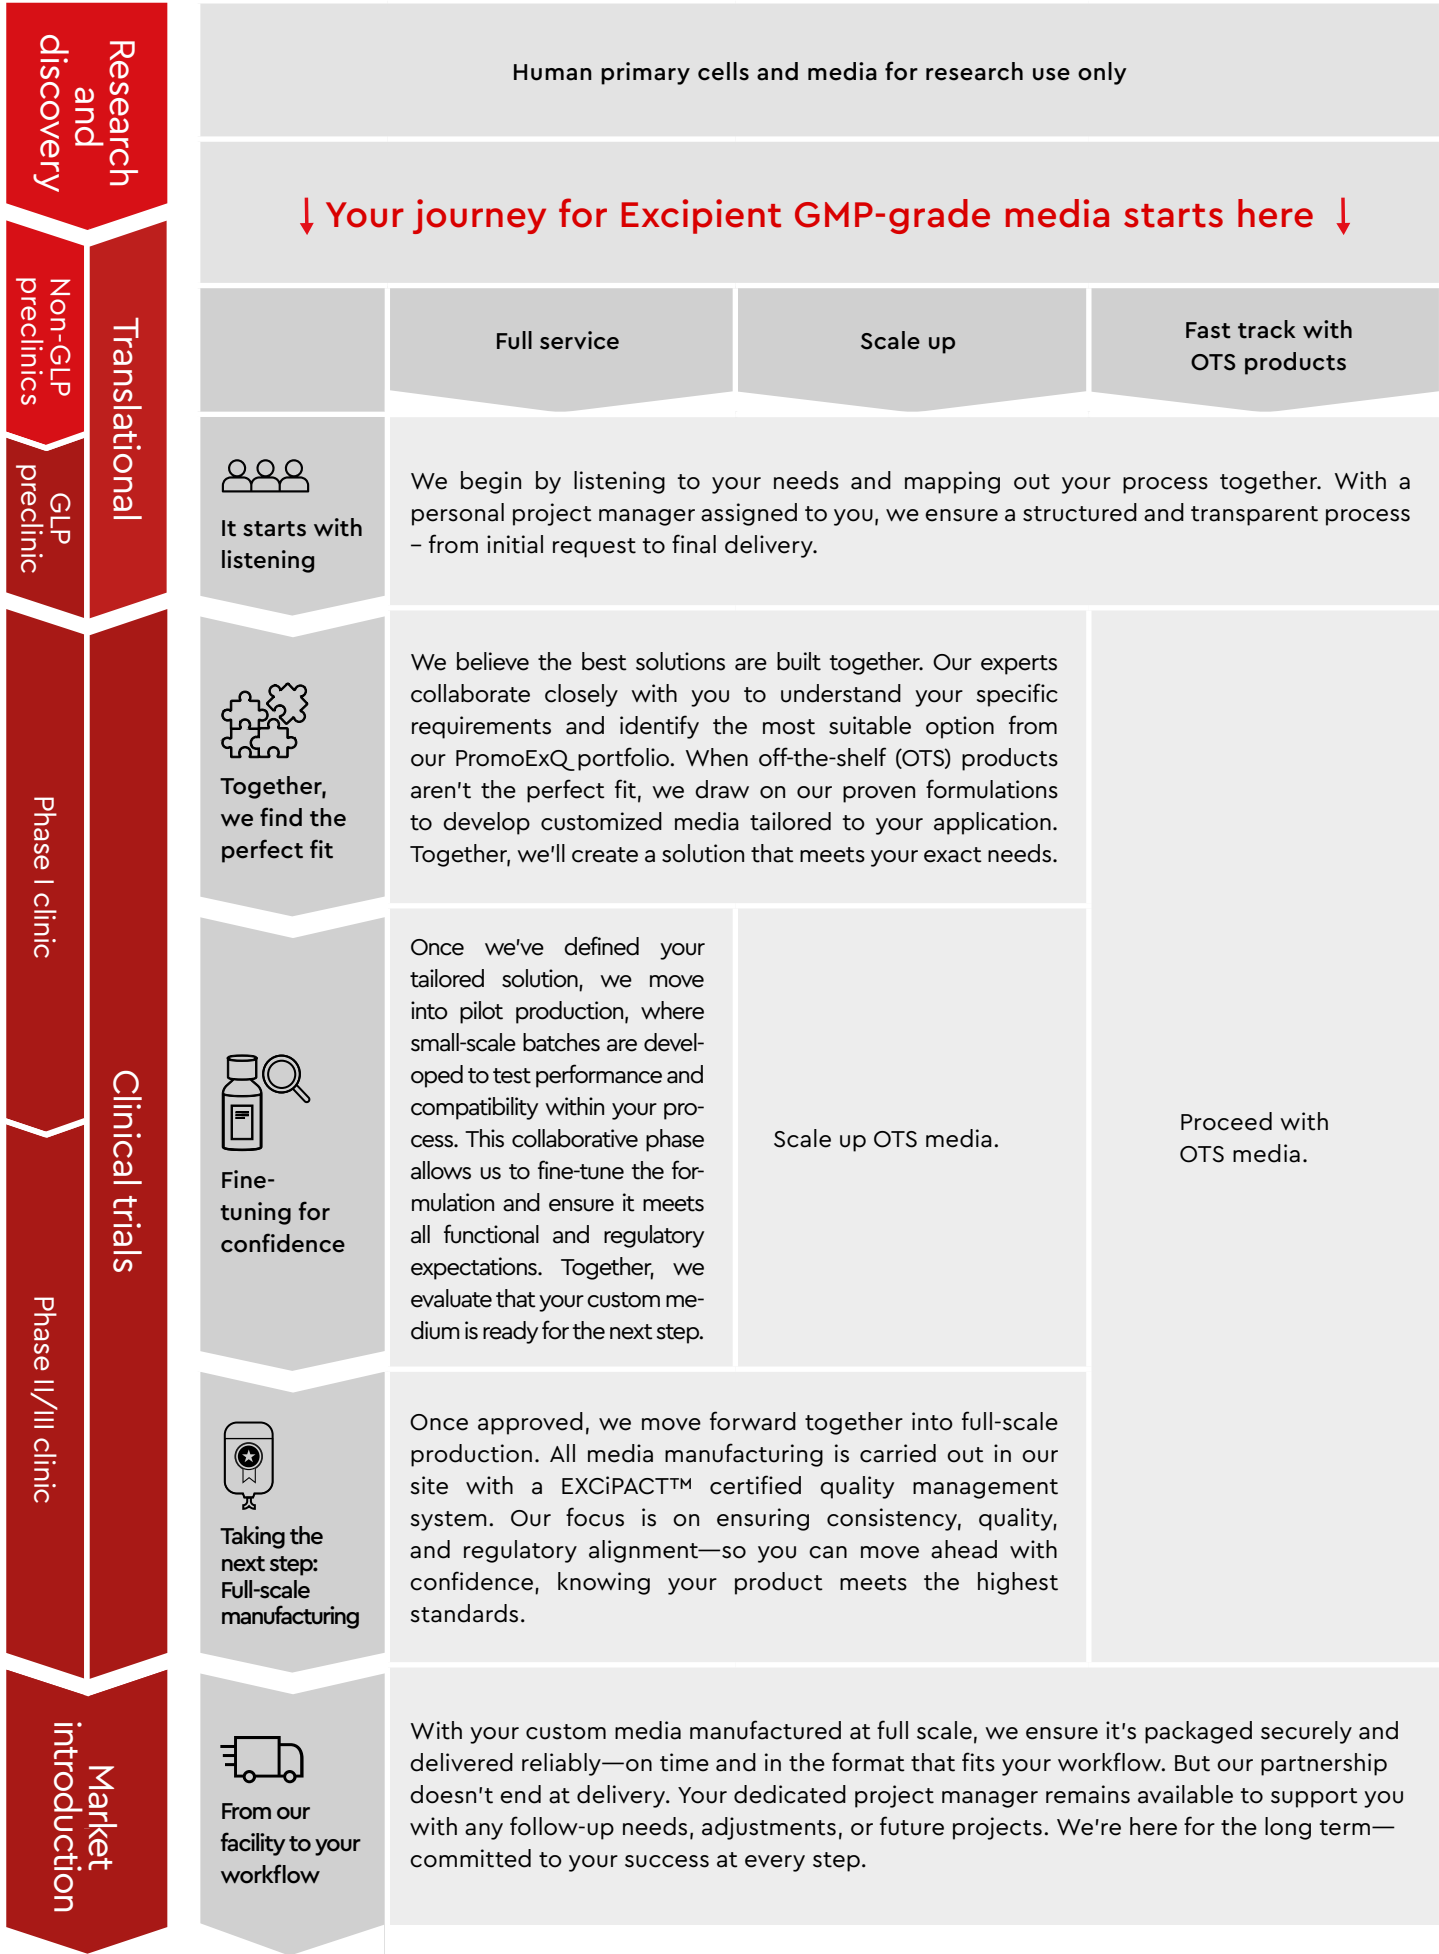 Research
and
discovery
Human primary cells and media for research use only
↓ Your journey for Excipient GMP-grade media starts here ↓
Non-GLP
preclinics
GLP
preclinic
Translational
Phase I clinic
Phase II/III clinic
Clinical trials
Market
introduction
Full service
Scale up
Fast track with
OTS products
It starts with
listening
We begin by listening to your needs and mapping out your process together. With a
personal project manager assigned to you, we ensure a structured and transparent process
– from initial request to final delivery.
Together,
we find the
perfect fit
We believe the best solutions are built together. Our experts
collaborate closely with you to understand your specific
requirements and identify the most suitable option from
our PromoExQ portfolio. When off-the-shelf (OTS) products
aren't the perfect fit, we draw on our proven formulations
to develop customized media tailored to your application.
Together, we'll create a solution that meets your exact needs.
Fine-
tuning for
confidence
Once we've defined your
tailored solution, we move
into pilot production, where
small-scale batches are devel-
oped to test performance and
compatibility within your pro-
cess. This collaborative phase
allows us to fine-tune the for-
mulation and ensure it meets
all functional and regulatory
expectations. Together, we
evaluate that your custom me-
dium is ready for the next step.
Scale up OTS media.
Proceed with
OTS media.
Taking the
next step:
Full-scale
manufacturing
Once approved, we move forward together into full-scale
production. All media manufacturing is carried out in our
site with a EXCiPACT™ certified quality management
system. Our focus is on ensuring consistency, quality,
and regulatory alignment—so you can move ahead with
confidence, knowing your product meets the highest
standards.
From our
facility to your
workflow
With your custom media manufactured at full scale, we ensure it's packaged securely and
delivered reliably—on time and in the format that fits your workflow. But our partnership
doesn't end at delivery. Your dedicated project manager remains available to support you
with any follow-up needs, adjustments, or future projects. We're here for the long term—
committed to your success at every step.